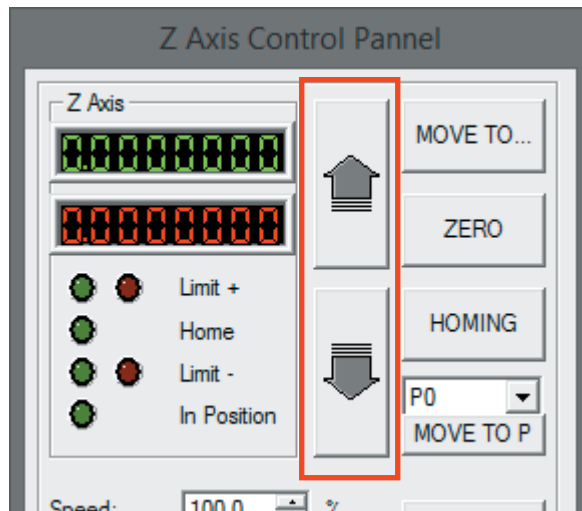 Z Axis Control Pannel
Z Axis
0.0000000
MOVE TO...
0.0000000
ZERO
Limit +
Home
HOMING
Limit -
P0
In Position
MOVE TO P
Speed:
100.0
%